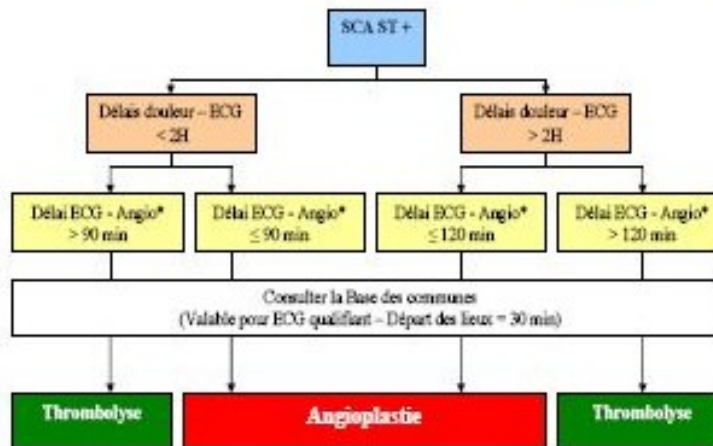 SCA ST +
Délais douleur – ECG
< 2H
Délais douleur – ECG
> 2H
Délai ECG - Angio*
> 90 min
Délai ECG - Angio*
≤ 90 min
Délai ECG - Angio*
≤ 120 min
Délai ECG - Angio*
> 120 min
Consulter la Base des communes
(Valable pour ECG qualifiant – Départ des lieux = 30 min)
Thrombolyse
Angioplastie
Thrombolyse